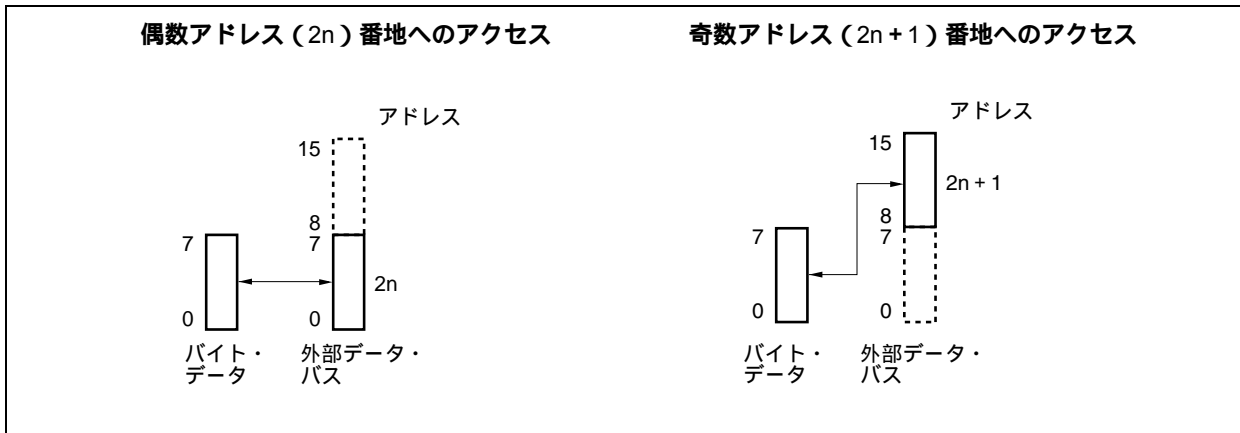 偶数アドレス（2n）番地へのアクセス
アドレス
15
8
7
7
2n
0
0
バイト・
データ
外部データ・
バス
奇数アドレス（2n＋1）番地へのアクセス
アドレス
15
2n＋1
8
7
7
0
0
バイト・
データ
外部データ・
バス